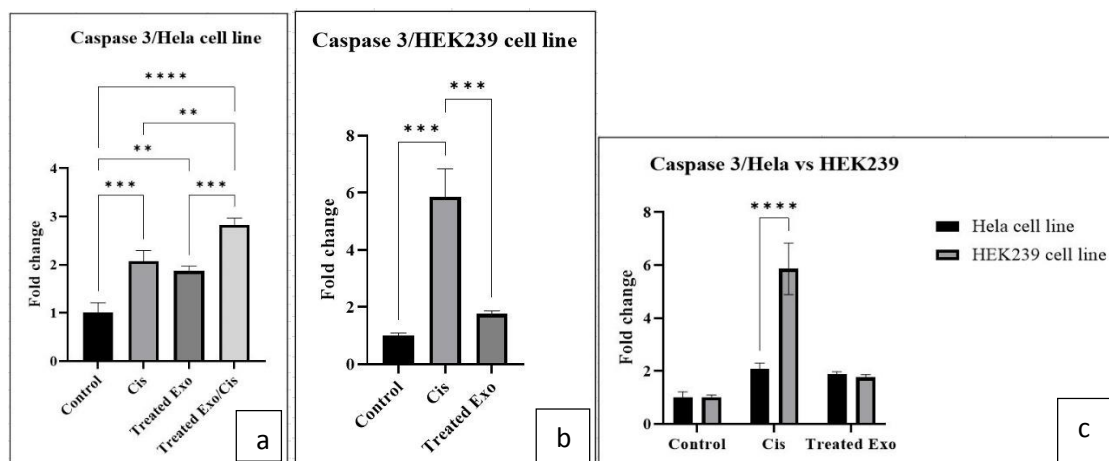 Caspase 3/Hela cell line
****
**
**
*** ***
4
3
2
1
0
Fold change
Control
Cis
Treated Exo
Treated Exo/Cis
a
Caspase 3/HEK239 cell line
***
***
8
6
4
2
0
Fold change
Control
Cis
Treated Exo
b
Caspase 3/Hela vs HEK239
****
8
6
4
2
0
Fold change
Control Cis Treated Exo
Hela cell line
HEK239 cell line
c